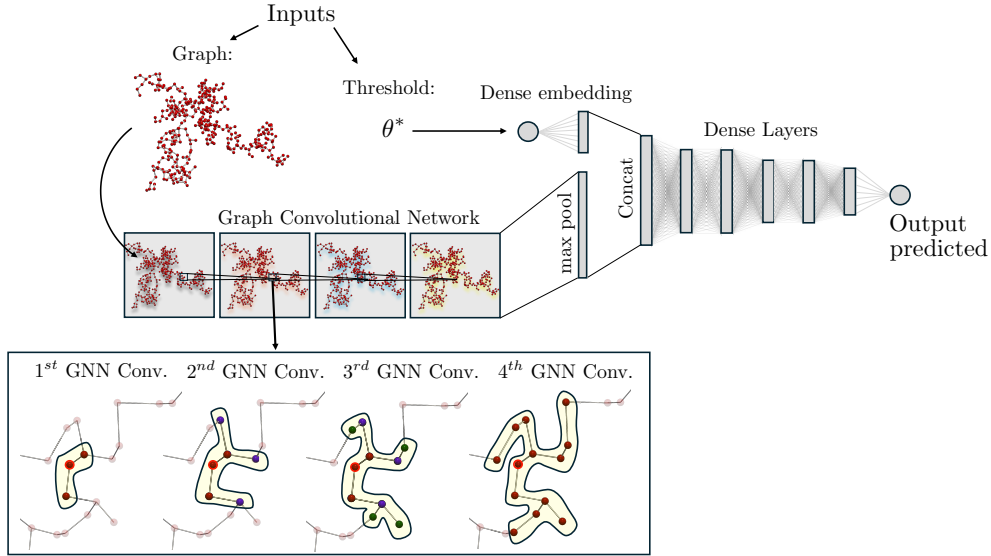 Inputs
Graph:
Threshold:
θ*
Dense embedding
Dense Layers
Concat
max pool
Graph Convolutional Network
Output
predicted
1st GNN Conv.
2nd GNN Conv.
3rd GNN Conv.
4th GNN Conv.